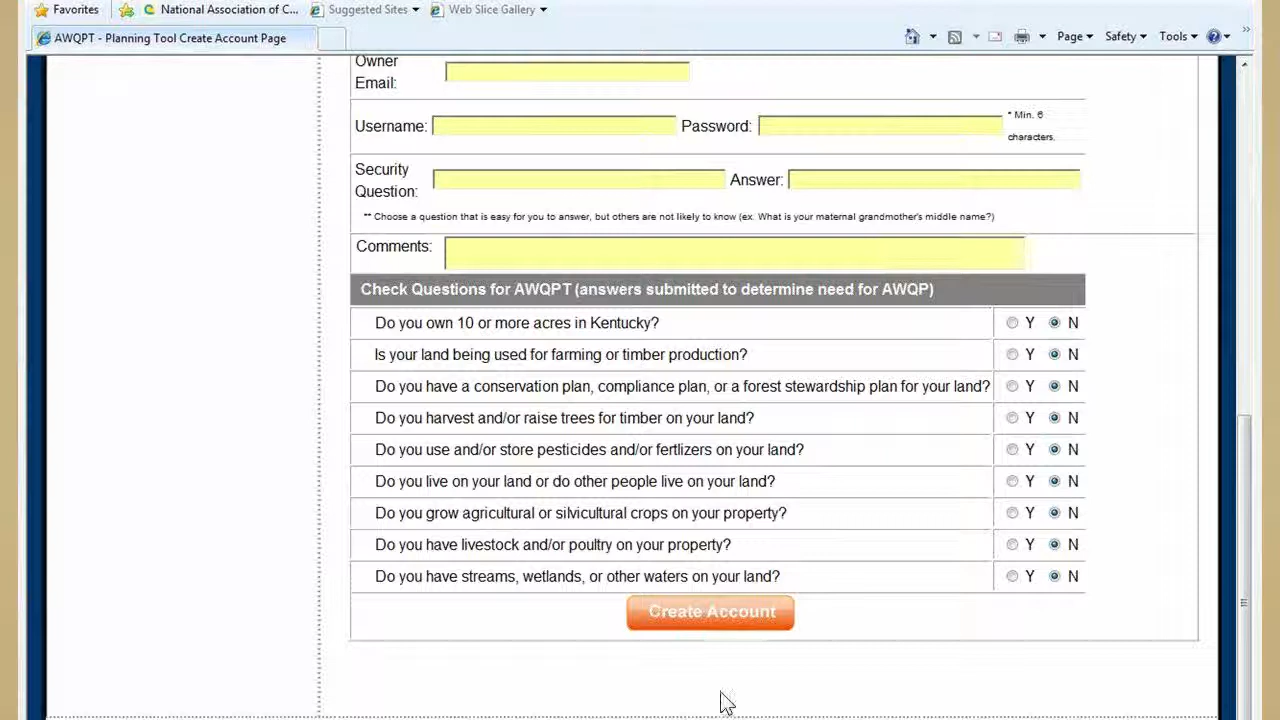 Favorites National Association of C... Suggested Sites Web Slice Gallery
AWQPT - Planning Tool Create Account Page Page Safety Tools
Owner
Email:
Username: Password: * Min. 6
characters.
Security
Question: Answer:
** Choose a question that is easy for you to answer, but others are not likely to know (ex. What is your maternal grandmother's middle name?)
Comments:
Check Questions for AWQPT (answers submitted to determine need for AWQP)
Do you own 10 or more acres in Kentucky? Y N
Is your land being used for farming or timber production? Y N
Do you have a conservation plan, compliance plan, or a forest stewardship plan for your land? Y N
Do you harvest and/or raise trees for timber on your land? Y N
Do you use and/or store pesticides and/or fertlizers on your land? Y N
Do you live on your land or do other people live on your land? Y N
Do you grow agricultural or silvicultural crops on your property? Y N
Do you have livestock and/or poultry on your property? Y N
Do you have streams, wetlands or other waters on your land? Y N
Create Account